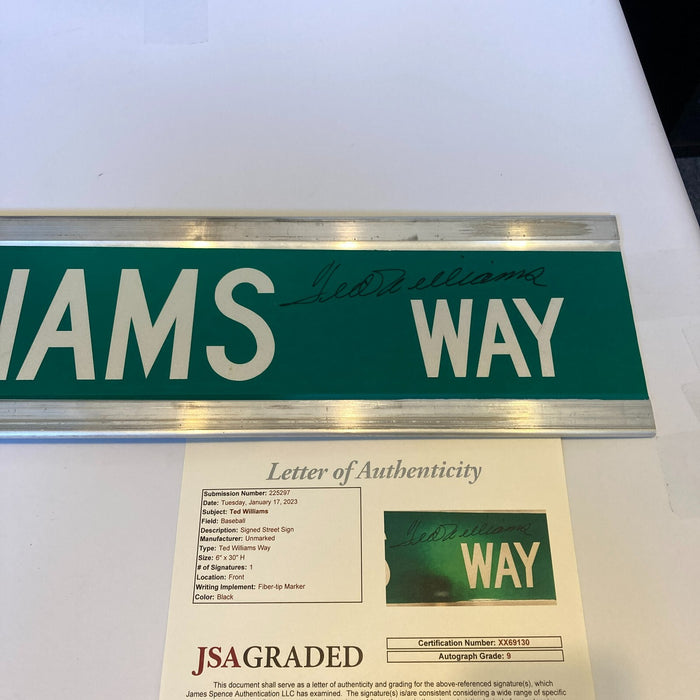 IAMS Ted Williams WAY
Letter of Authenticity
Submission Number: 225297
Date: Tuesday, January 17, 2023
Subject: Ted Williams
Field: Baseball
Description: Signed Street Sign
Manufacturer: Unmarked
Type: Ted Williams Way
Size: 6" x 30" H
# of Signatures: 1
Location: Front
Writing Implement: Fiber-tip Marker
Color: Black
Ted Williams
WAY
JSAGRADED
Certification Number: XX69130
Autograph Grade: 9
This document shall serve as a letter of authenticity and grading for the above-referenced signature(s), which
James Spence Authentication LLC has examined. The signature(s) is/are consistent considering a wide range of specific